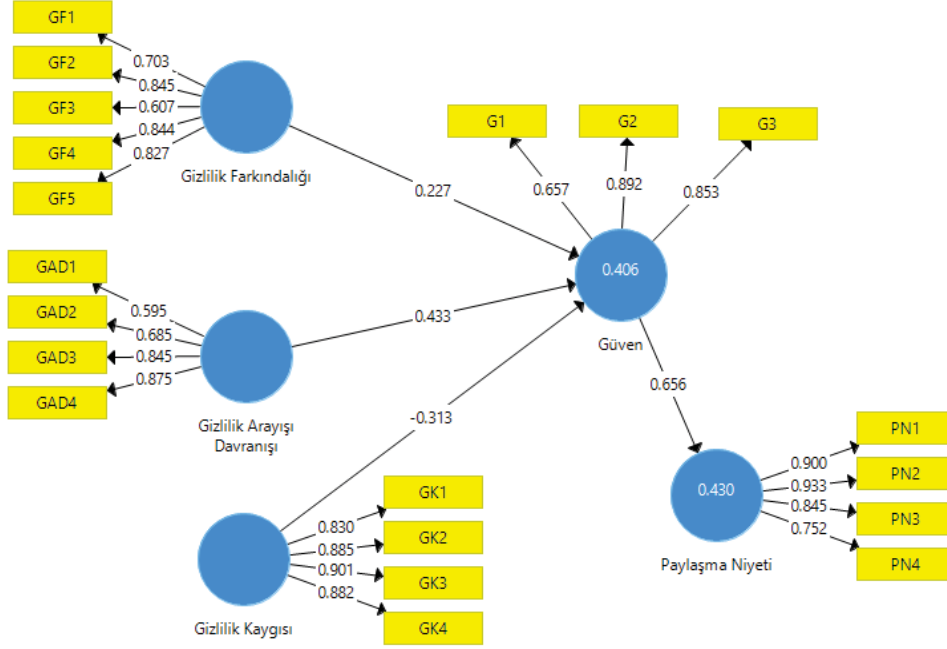 GF1
GF2
GF3
GF4
GF5
0.703
0.845
0.607
0.844
0.827
Gizlilik Farkındalığı
0.227
G1
G2
G3
0.657
0.892
0.853
0.406
Güven
GAD1
GAD2
GAD3
GAD4
0.595
0.685
0.845
0.875
Gizlilik Arayışı
Davranışı
0.433
-0.313
0.656
GK1
GK2
GK3
GK4
0.830
0.885
0.901
0.882
Gizlilik Kaygısı
0.430
Paylaşma Niyeti
0.900
0.933
0.845
0.752
PN1
PN2
PN3
PN4